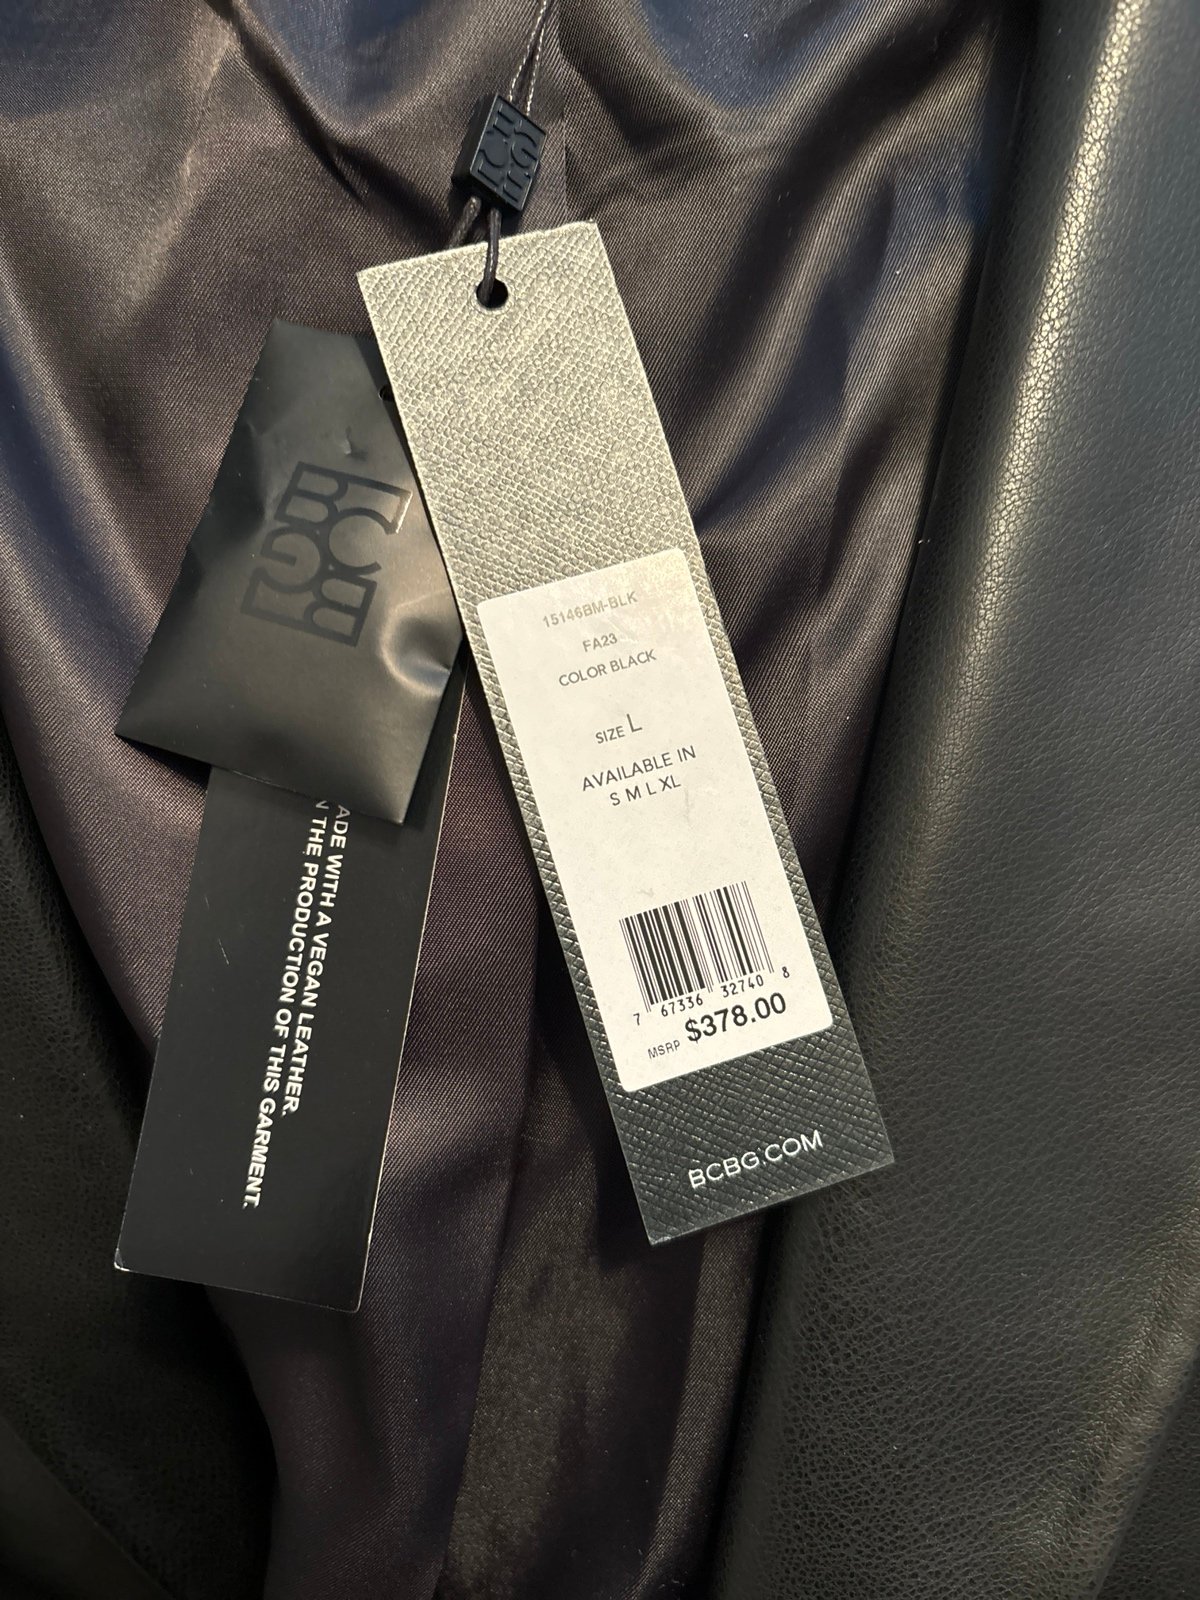 BCBG
ADE WITH A VEGAN LEATHER.
N THE PRODUCTION OF THIS GARMENT.
15146BM-BLK
FA23
COLOR BLACK
SIZE L
AVAILABLE IN
S M L XL
7 67336 32740 8
MSRP $378.00
BCBG.COM